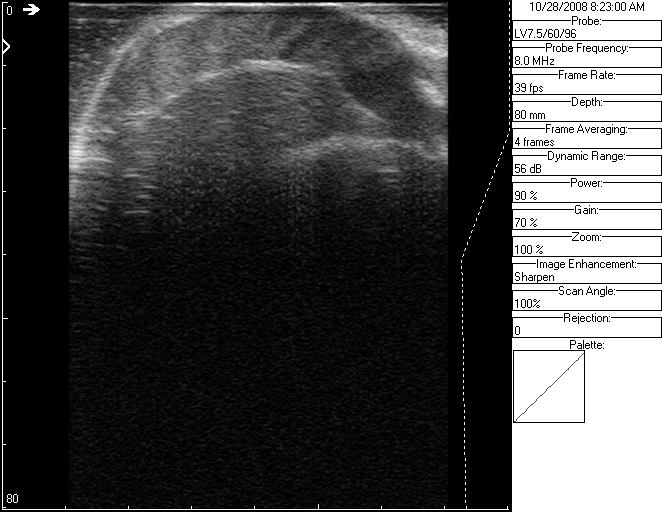 0
80
10/28/2008 8:23:00 AM
Probe:
LV7.5/60/96
Probe Frequency:
8.0 MHz
Frame Rate:
39 fps
Depth:
80 mm
Frame Averaging:
4 frames
Dynamic Range:
56 dB
Power:
90 %
Gain:
70 %
Zoom:
100 %
Image Enhancement:
Sharpen
Scan Angle:
100%
Rejection:
0
Palette: